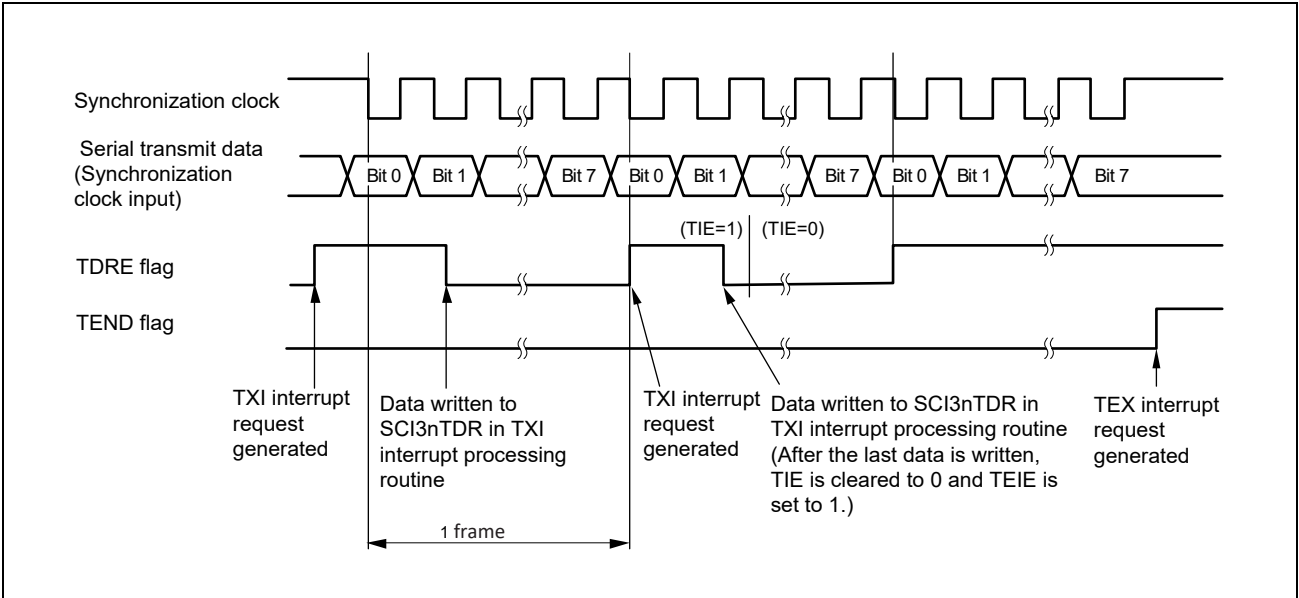 Synchronization clock
Serial transmit data
(Synchronization
clock input)
Bit 0 Bit 1 Bit 7 Bit 0 Bit 1 Bit 7 Bit 0 Bit 1 Bit 7
(TIE=1) (TIE=0)
TDRE flag
TEND flag
TXI interrupt
request
generated
Data written to
SCI3nTDR in TXI
interrupt processing
routine
TXI interrupt
request
generated
Data written to SCI3nTDR in
TXI interrupt processing routine
(After the last data is written,
TIE is cleared to 0 and TEIE is
set to 1.)
TEX interrupt
request
generated
1 frame